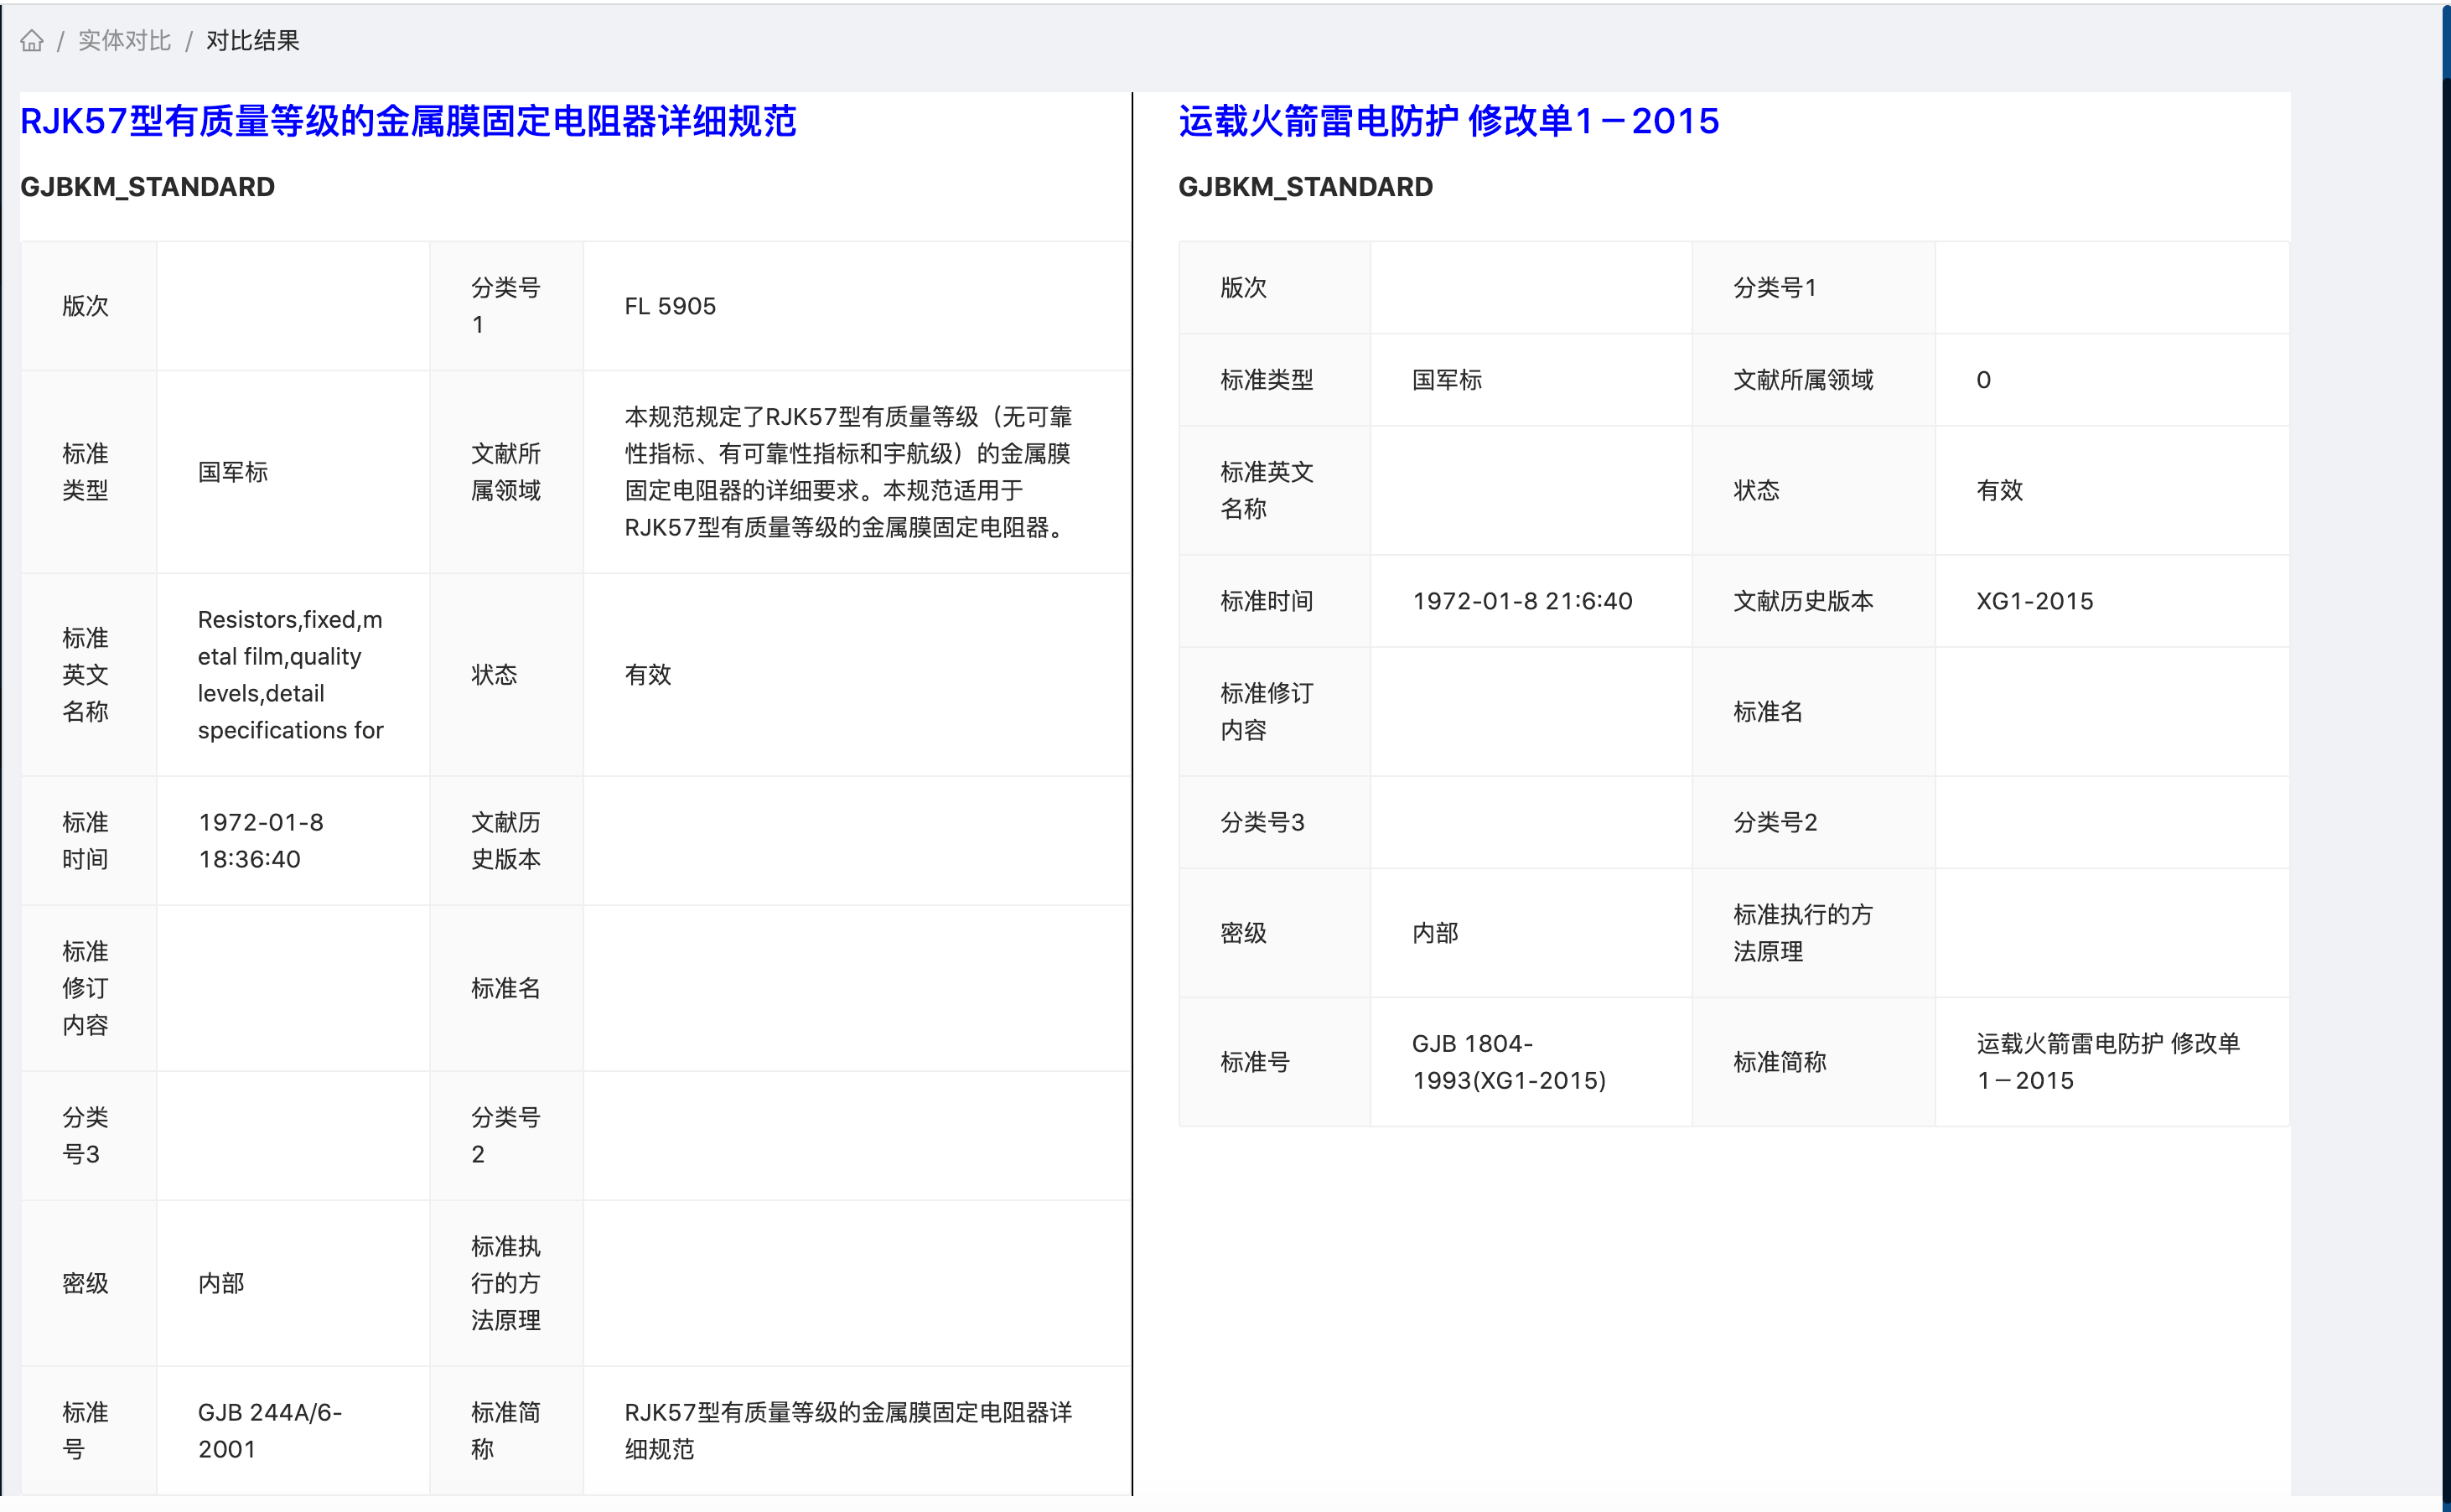 / 实体对比 / 对比结果
RJK57型有质量等级的金属膜固定电阻器详细规范
GJBKM_STANDARD
版次
分类号
1
FL 5905
标准
类型
国军标
文献所
属领域
本规范规定了RJK57型有质量等级（无可靠
性指标、有可靠性指标和宇航级）的金属膜
固定电阻器的详细要求。本规范适用于
RJK57型有质量等级的金属膜固定电阻器。
标准
英文
名称
Resistors,fixed,m
etal film,quality
levels,detail
specifications for
状态
有效
标准
时间
1972-01-8
18:36:40
文献历
史版本
标准
修订
内容
标准名
分类
号3
分类号
2
密级
内部
标准执
行的方
法原理
标准
号
GJB 244A/6-
2001
标准简
称
RJK57型有质量等级的金属膜固定电阻器详
细规范
运载火箭雷电防护 修改单1－2015
GJBKM_STANDARD
版次
分类号1
标准类型
国军标
文献所属领域
0
标准英文
名称
状态
有效
标准时间
1972-01-8 21:6:40
文献历史版本
XG1-2015
标准修订
内容
标准名
分类号3
分类号2
密级
内部
标准执行的方
法原理
标准号
GJB 1804-
1993(XG1-2015)
标准简称
运载火箭雷电防护 修改单
1－2015